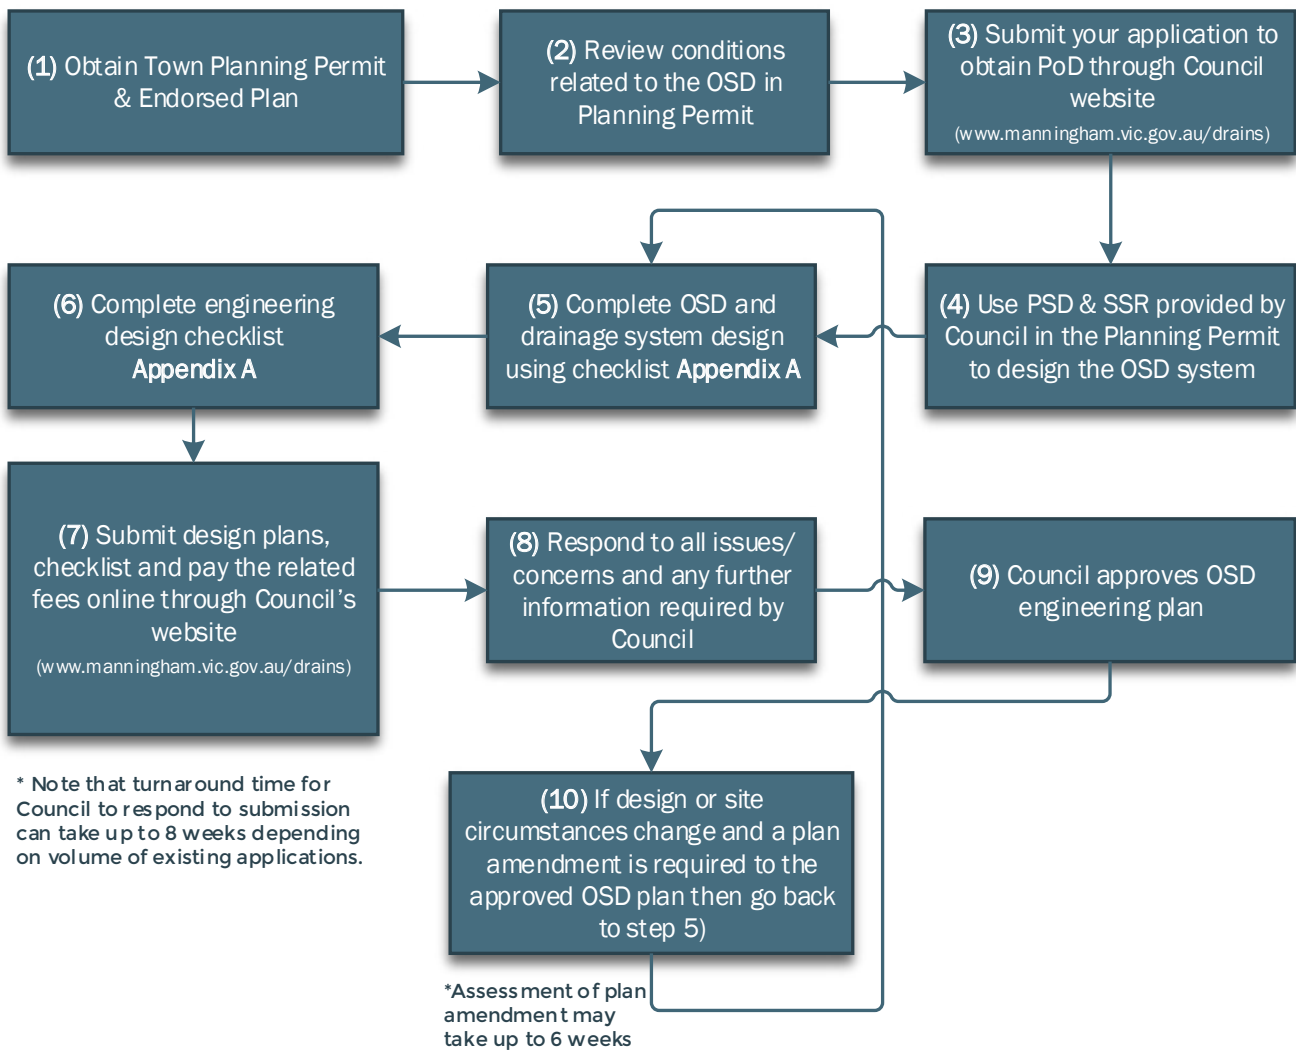 (1) Obtain Town Planning Permit
& Endorsed Plan
(2) Review conditions
related to the OSD in
Planning Permit
(3) Submit your application to
obtain PoD through Council
website
(www.manningham.vic.gov.au/drains)
(4) Use PSD & SSR provided by
Council in the Planning Permit
to design the OSD system
(5) Complete OSD and
drainage system design
using checklist Appendix A
(6) Complete engineering
design checklist
Appendix A
(7) Submit design plans,
checklist and pay the related
fees online through Council's
website
(www.manningham.vic.gov.au/drains)
* Note that turnaround time for
Council to respond to submission
can take up to 8 weeks depending
on volume of existing applications.
(8) Respond to all issues/
concerns and any further
information required by
Council
(9) Council approves OSD
engineering plan
(10) If design or site
circumstances change and a plan
amendment is required to the
approved OSD plan then go back
to step 5)
*Assessment of plan
amendment may
take up to 6 weeks